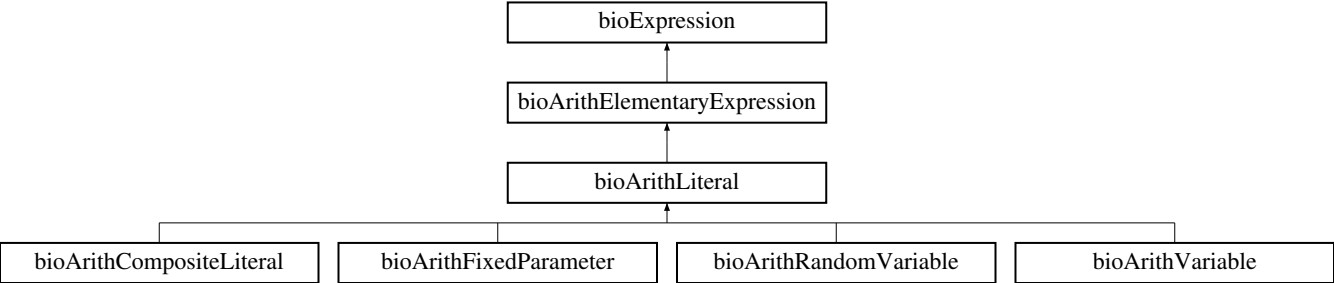 bioExpression
bioArithElementaryExpression
bioArithLiteral
bioArithCompositeLiteral
bioArithFixedParameter
bioArithRandomVariable
bioArithVariable